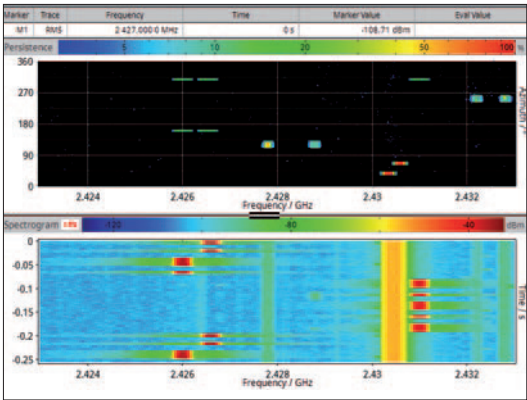 Marker Trace Frequency Time Marker Value Eval Value
M1 RMS 2.427,000 0 MHz 0 s -108,71 dBm
Persistence 5 10 20 50 100 %
360
270
180
90
0
Azimuth / °
2.424 2.426 2.428 2.43 2.432
Frequency / GHz
Spectrogram -120 -80 -40 dBm
0
-0.05
-0.1
-0.15
-0.2
-0.25
Time / s
2.424 2.426 2.428 2.43 2.432
Frequency / GHz